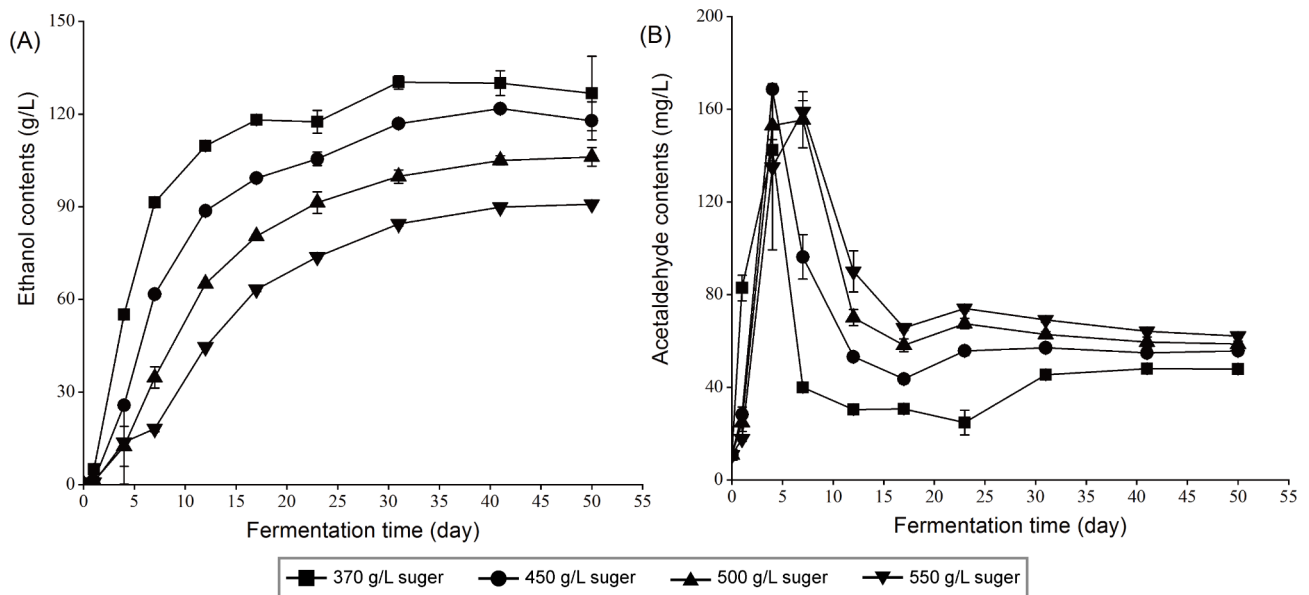 (A)
150
120
90
60
30
0
Ethanol contents (g/L)
0 5 10 15 20 25 30 35 40 45 50 55
Fermentation time (day)
(B)
200
160
120
80
40
0
Acetaldehyde contents (mg/L)
0 5 10 15 20 25 30 35 40 45 50 55
Fermentation time (day)
370 g/L suger 450 g/L suger 500 g/L suger 550 g/L suger